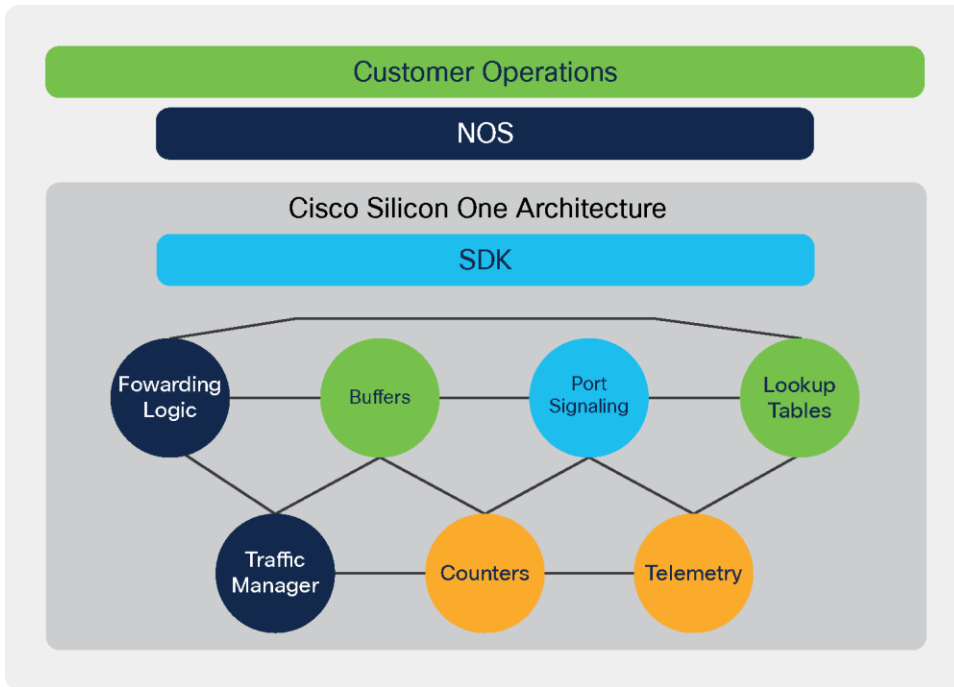 Customer Operations
NOS
Cisco Silicon One Architecture
SDK
Fowarding
Logic
Buffers
Port
Signaling
Lookup
Tables
Traffic
Manager
Counters
Telemetry